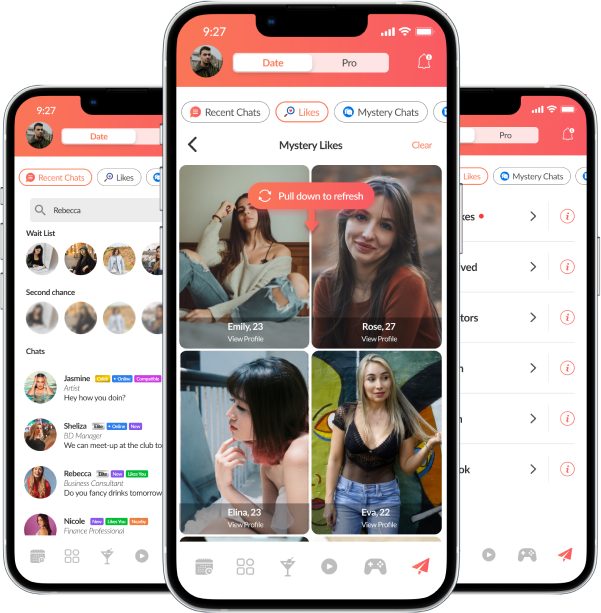 9:27
Date
Recent Chats
Likes
Rebecca
Wait List
Second chance
Chats
Jasmine + Online Compatible
Artist
Hey how you doin?
Sheliza Like + Online New
BD Manager
We can meet-up at the club to
Rebecca Like New Likes You
Business Consultant
Do you fancy drinks tomorrow
Nicole New Likes You Nearby
Finance Professional
9:27
Date Pro
Recent Chats Likes Mystery Chats
Mystery Likes Clear
Pull down to refresh
Emily, 23
View Profile
Rose, 27
View Profile
Elina, 23
View Profile
Eva, 22
View Profile
Pro
Likes Mystery Chats
kes
ved
tors
n
n
ok